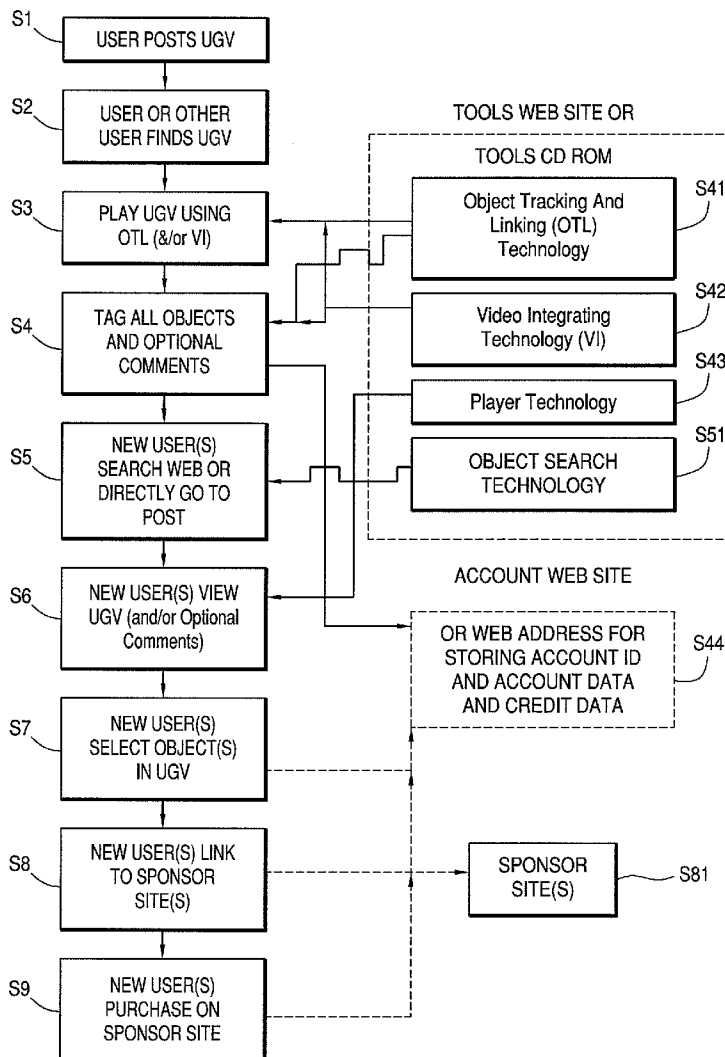 S1
USER POSTS UGV
S2
USER OR OTHER
USER FINDS UGV
S3
PLAY UGV USING
OTL (&/or VI)
S4
TAG ALL OBJECTS
AND OPTIONAL
COMMENTS
S5
NEW USER(S)
SEARCH WEB OR
DIRECTLY GO TO
POST
S6
NEW USER(S) VIEW
UGV (and/or Optional
Comments)
S7
NEW USER(S)
SELECT OBJECT(S)
IN UGV
S8
NEW USER(S) LINK
TO SPONSOR
SITE(S)
S9
NEW USER(S)
PURCHASE ON
SPONSOR SITE
TOOLS WEB SITE OR
TOOLS CD ROM
S41
Object Tracking And
Linking (OTL)
Technology
S42
Video Integrating
Technology (VI)
S43
Player Technology
S51
OBJECT SEARCH
TECHNOLOGY
ACCOUNT WEB SITE
OR WEB ADDRESS FOR
STORING ACCOUNT ID
AND ACCOUNT DATA
AND CREDIT DATA
S44
SPONSOR
SITE(S)
S81